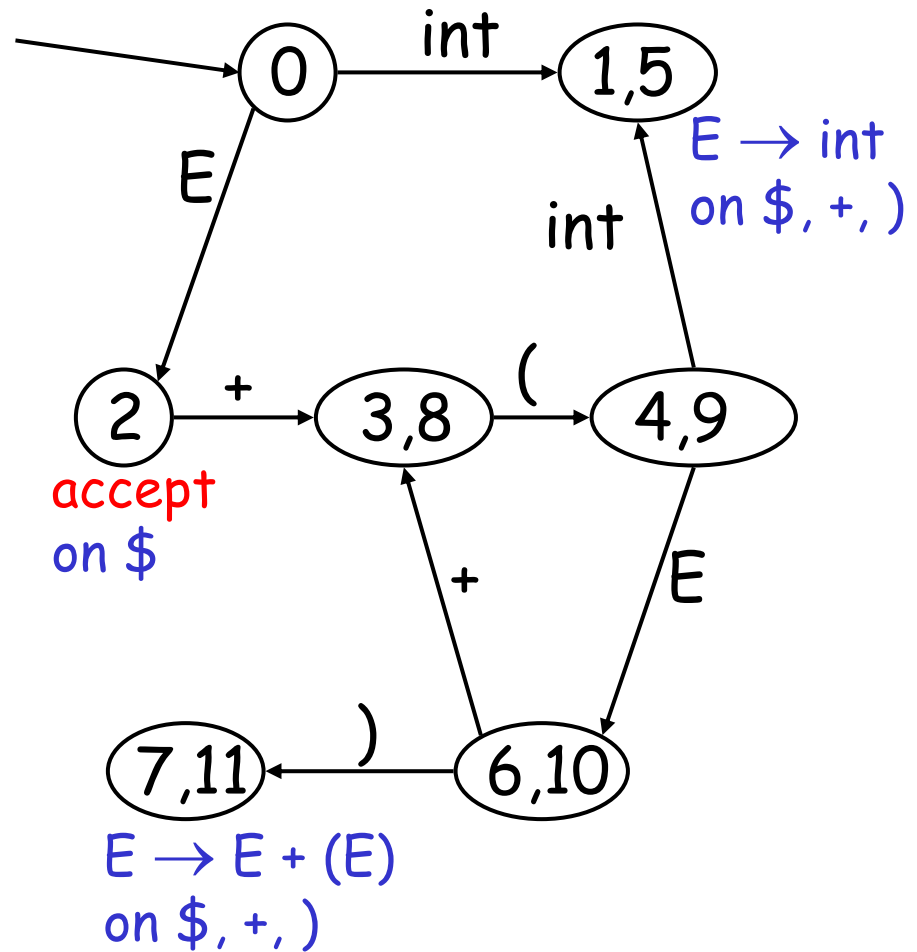 int
0
1,5
E → int
on $, +, )
E
int
+
(
2
3,8
4,9
accept
on $
+
E
)
7,11
6,10
E → E + (E)
on $, +, )